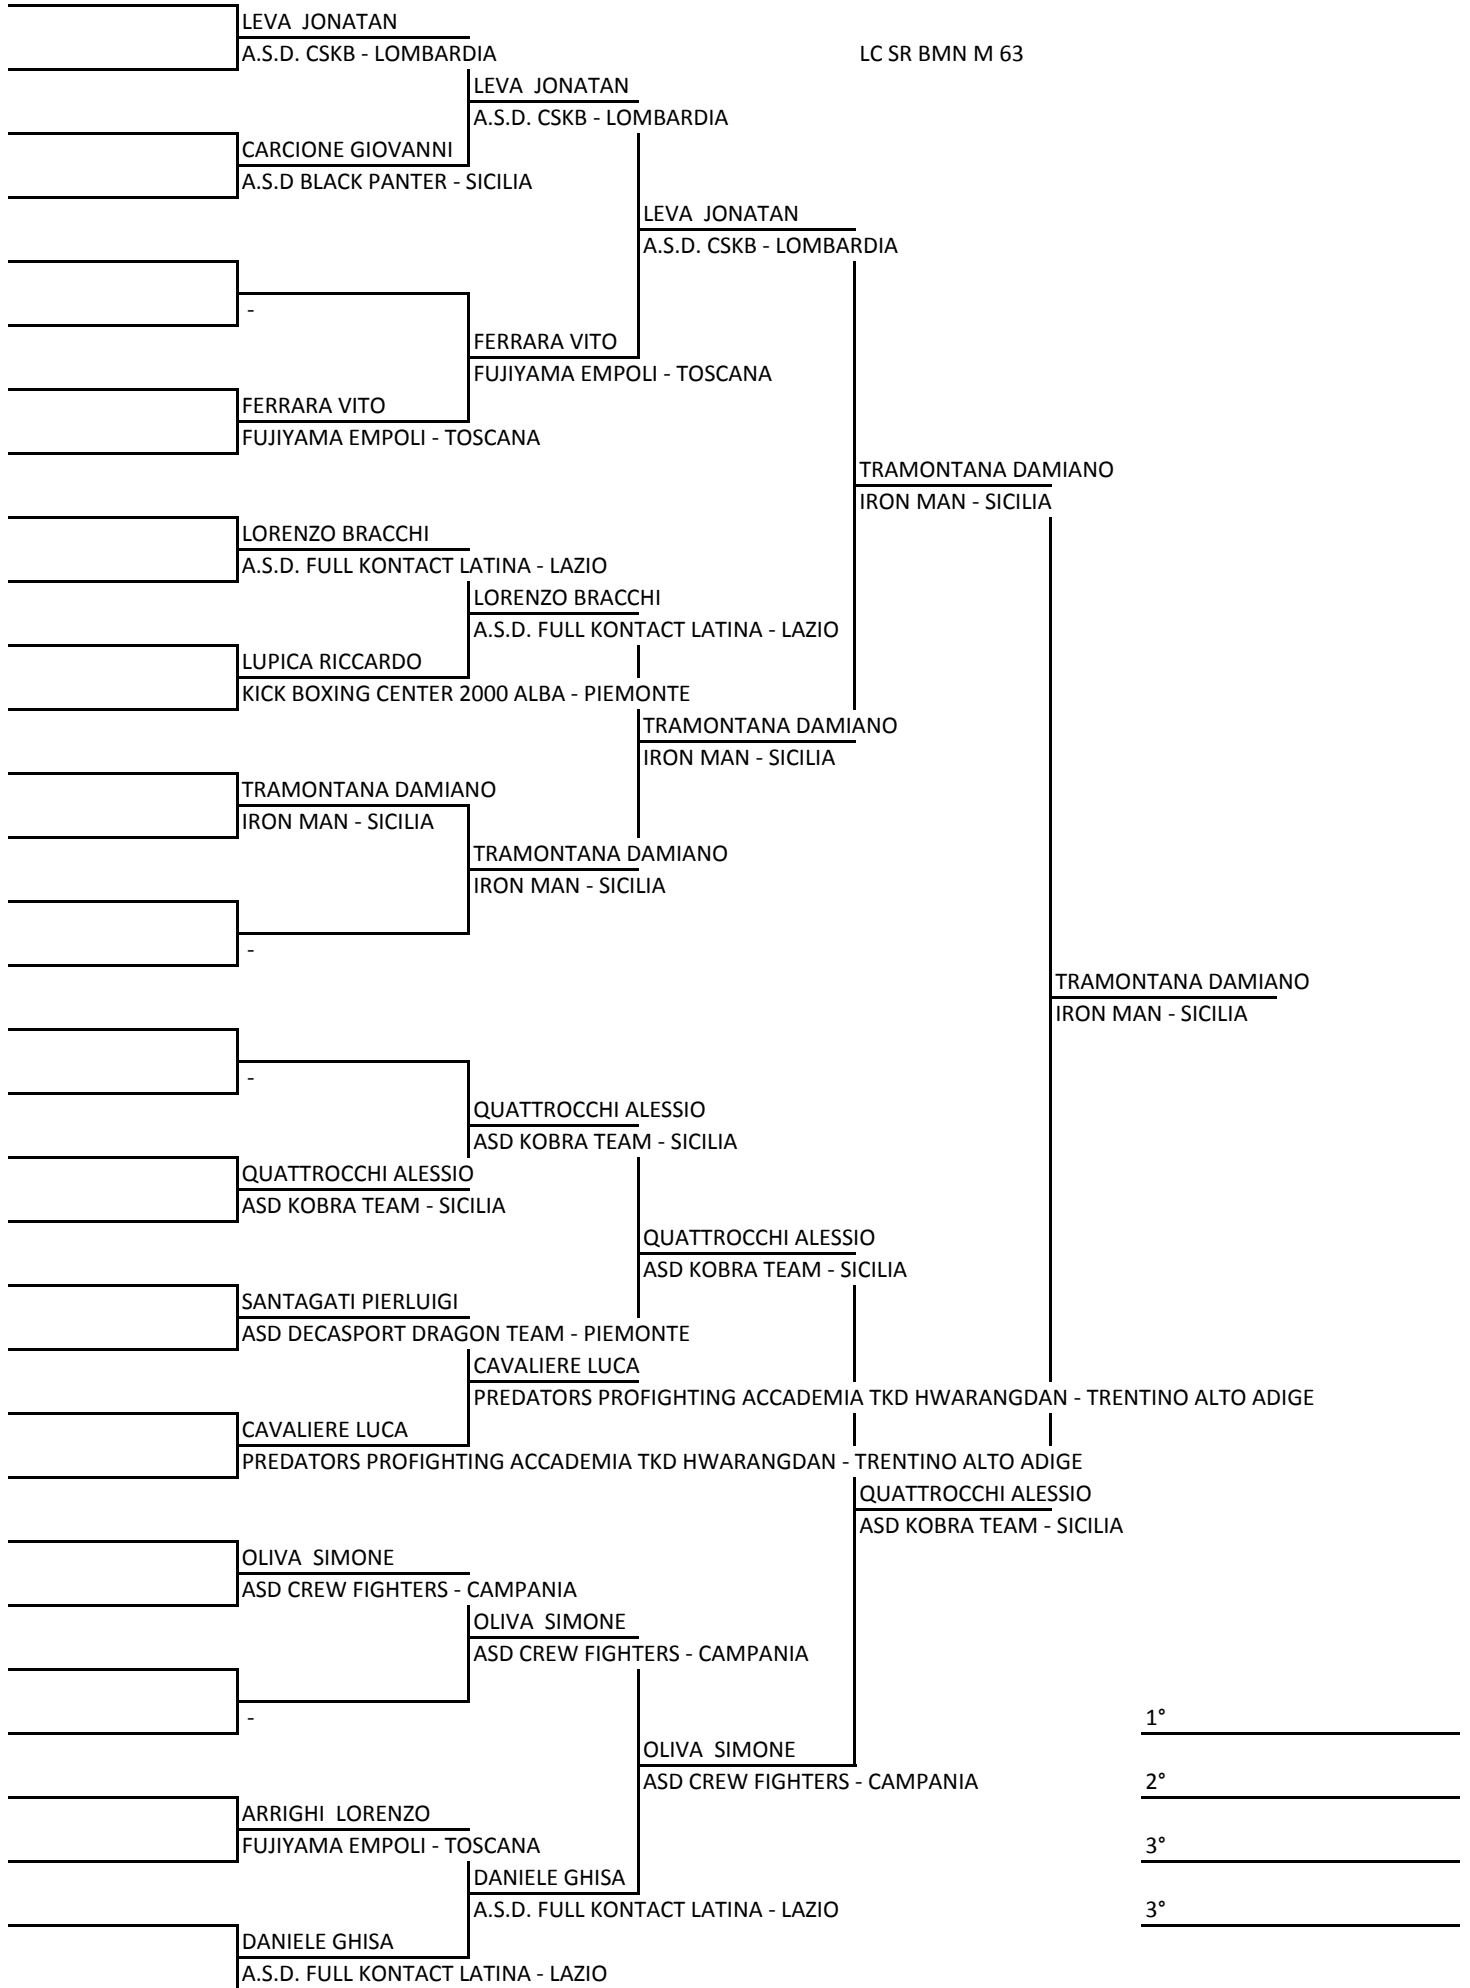 LEVA  JONATAN
A.S.D. CSKB - LOMBARDIA
LC SR BMN M 63
LEVA  JONATAN
A.S.D. CSKB - LOMBARDIA
CARCIONE GIOVANNI
A.S.D BLACK PANTER - SICILIA
LEVA  JONATAN
A.S.D. CSKB - LOMBARDIA
-
FERRARA VITO
FUJIYAMA EMPOLI - TOSCANA
FERRARA VITO
FUJIYAMA EMPOLI - TOSCANA
TRAMONTANA DAMIANO
IRON MAN - SICILIA
LORENZO BRACCHI
A.S.D. FULL KONTACT LATINA - LAZIO
LORENZO BRACCHI
A.S.D. FULL KONTACT LATINA - LAZIO
LUPICA RICCARDO
KICK BOXING CENTER 2000 ALBA - PIEMONTE
TRAMONTANA DAMIANO
IRON MAN - SICILIA
TRAMONTANA DAMIANO
IRON MAN - SICILIA
TRAMONTANA DAMIANO
IRON MAN - SICILIA
-
TRAMONTANA DAMIANO
IRON MAN - SICILIA
-
QUATTROCCHI ALESSIO
ASD KOBRA TEAM - SICILIA
QUATTROCCHI ALESSIO
ASD KOBRA TEAM - SICILIA
QUATTROCCHI ALESSIO
ASD KOBRA TEAM - SICILIA
SANTAGATI PIERLUIGI
ASD DECASPORT DRAGON TEAM - PIEMONTE
CAVALIERE LUCA
PREDATORS PROFIGHTING ACCADEMIA TKD HWARANGDAN - TRENTINO ALTO ADIGE
CAVALIERE LUCA
PREDATORS PROFIGHTING ACCADEMIA TKD HWARANGDAN - TRENTINO ALTO ADIGE
QUATTROCCHI ALESSIO
ASD KOBRA TEAM - SICILIA
OLIVA  SIMONE
ASD CREW FIGHTERS - CAMPANIA
OLIVA  SIMONE
ASD CREW FIGHTERS - CAMPANIA
-
1°
OLIVA  SIMONE
ASD CREW FIGHTERS - CAMPANIA
2°
ARRIGHI  LORENZO
FUJIYAMA EMPOLI - TOSCANA
3°
DANIELE GHISA
A.S.D. FULL KONTACT LATINA - LAZIO
3°
DANIELE GHISA
A.S.D. FULL KONTACT LATINA - LAZIO